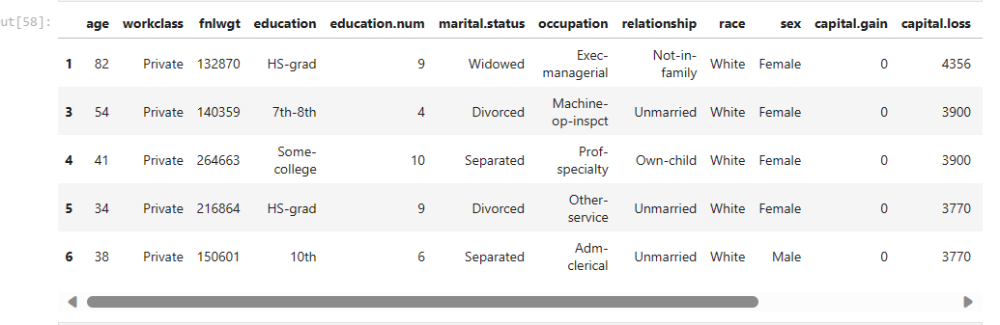 ut[58]:
age workclass fnlwgt education education.num marital.status occupation relationship race sex capital.gain capital.loss
1 82 Private 132870 HS-grad 9 Widowed Exec-managerial Not-in-family White Female 0 4356
3 54 Private 140359 7th-8th 4 Divorced Machine-op-inspct Unmarried White Female 0 3900
4 41 Private 264663 Some-college 10 Separated Prof-specialty Own-child White Female 0 3900
5 34 Private 216864 HS-grad 9 Divorced Other-service Unmarried White Female 0 3770
6 38 Private 150601 10th 6 Separated Adm-clerical Unmarried White Male 0 3770